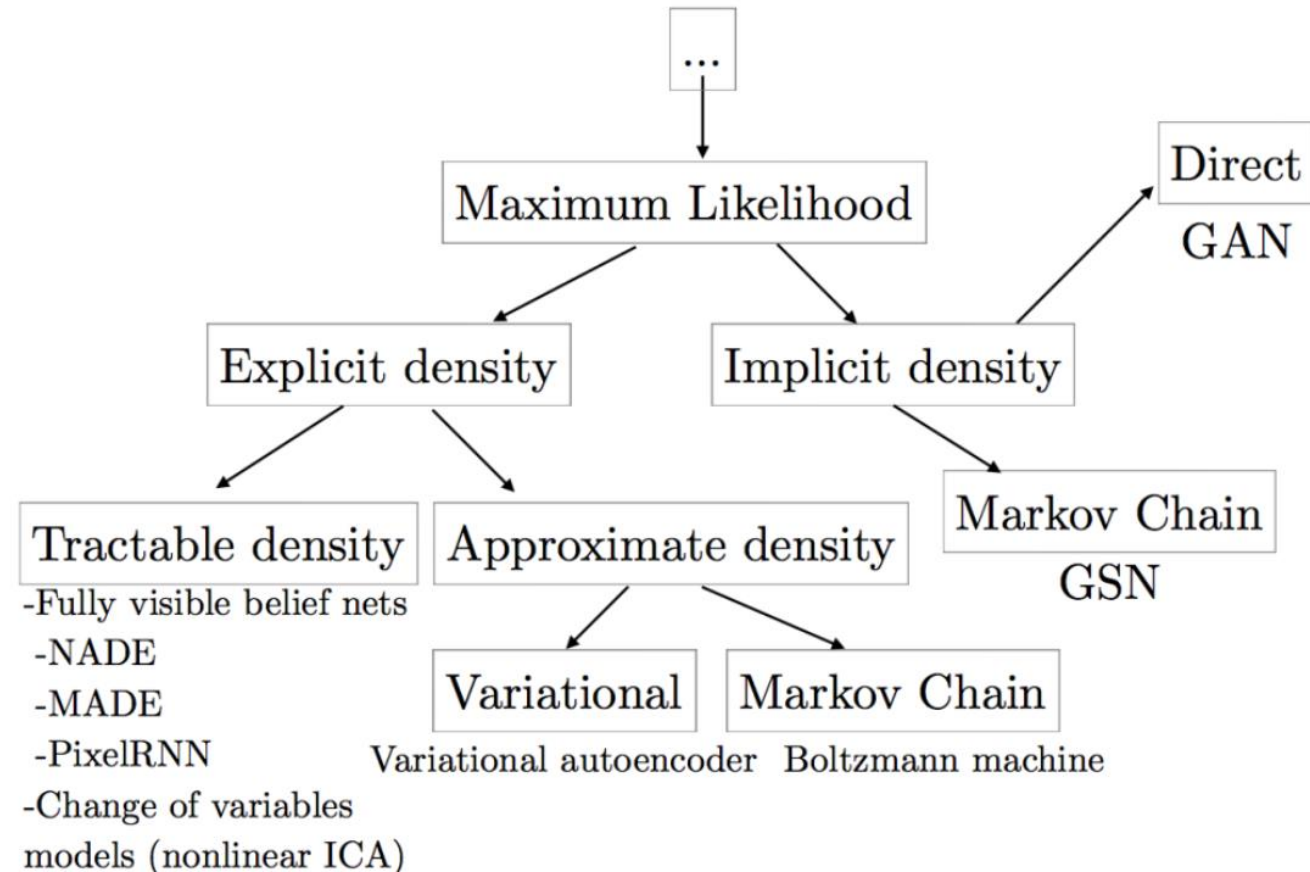 ...
Maximum Likelihood
Direct
GAN
Explicit density
Implicit density
Tractable density
-Fully visible belief nets
-NADE
-MADE
-PixelRNN
-Change of variables
models (nonlinear ICA)
Approximate density
Variational
Variational autoencoder
Markov Chain
Boltzmann machine
Markov Chain
GSN